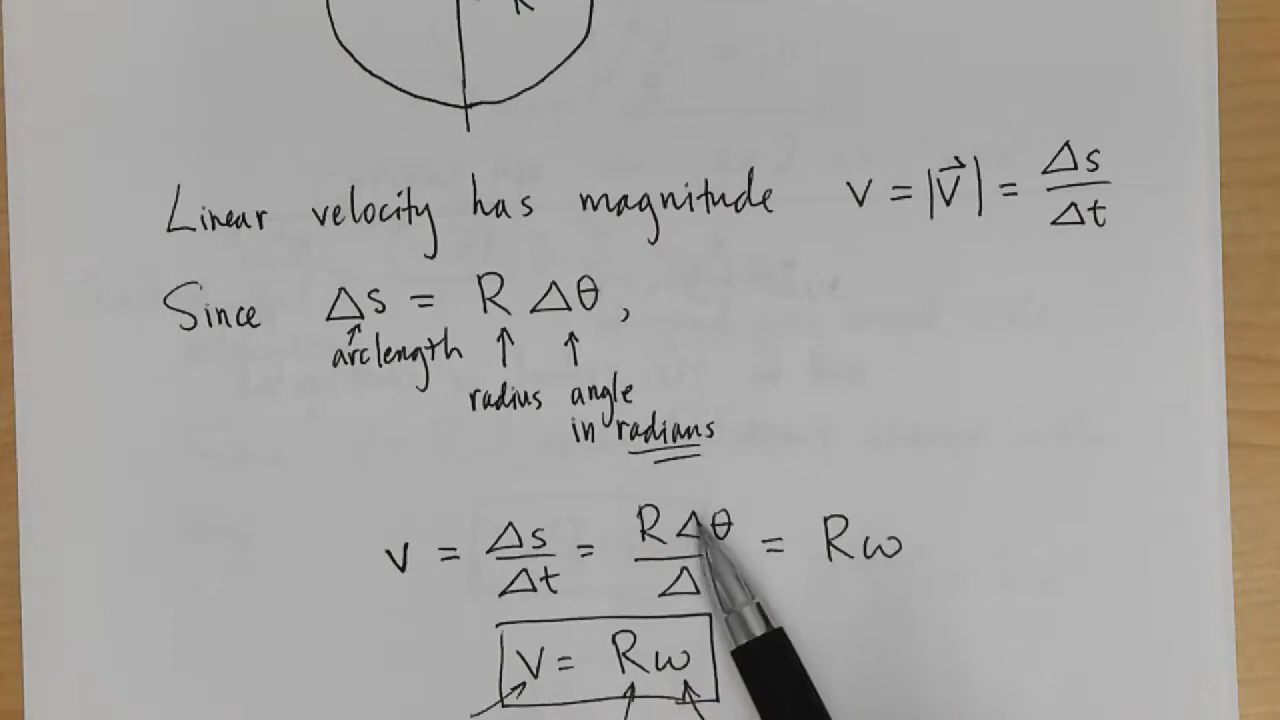 R
Linear velocity has magnitude v = |v⃗| = Δs/Δt
Since Δs = R Δθ,
arclength
radius angle
in radians
v = Δs/Δt = RΔθ/Δ = Rω
v = Rω